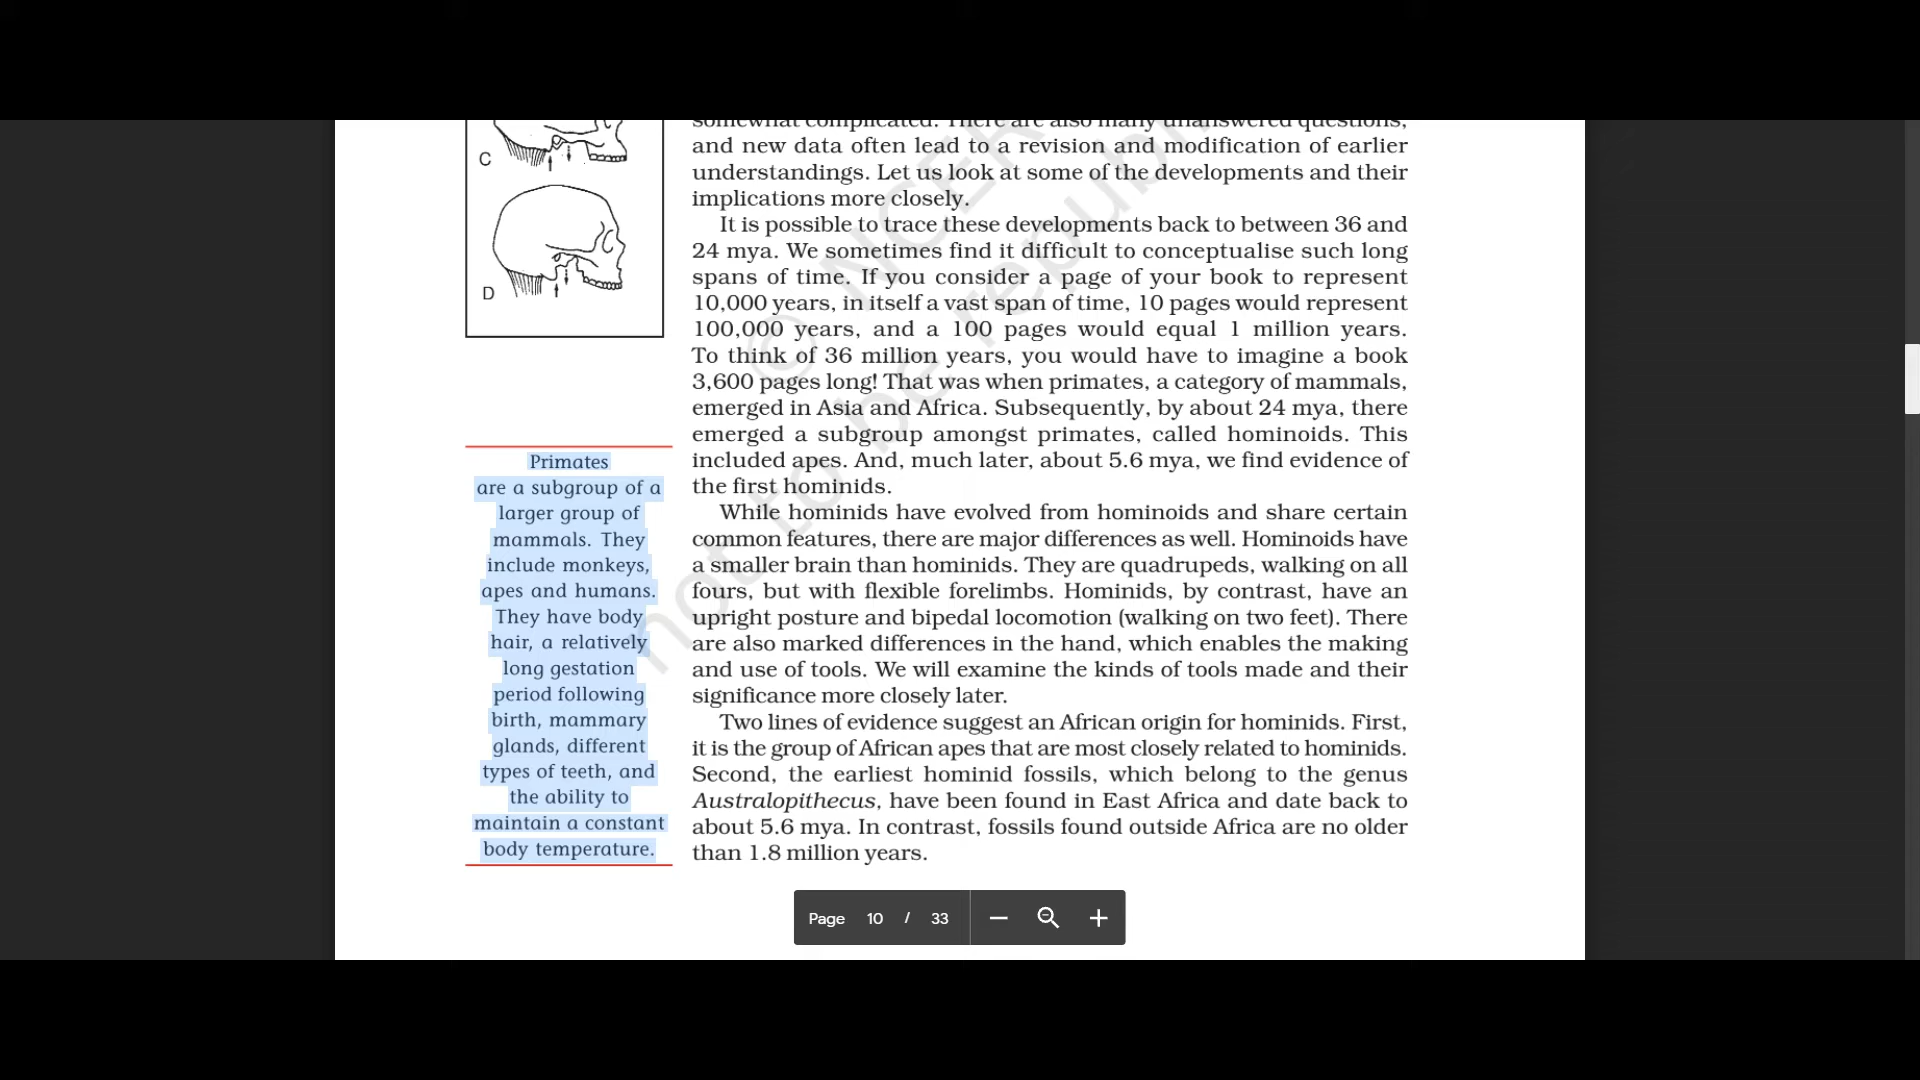 C
D
Primates
are a subgroup of a
larger group of
mammals. They
include monkeys,
apes and humans.
They have body
hair, a relatively
long gestation
period following
birth, mammary
glands, different
types of teeth, and
the ability to
maintain a constant
body temperature.
somewhat complicated. There are also many unanswered questions,
and new data often lead to a revision and modification of earlier
understandings. Let us look at some of the developments and their
implications more closely.
It is possible to trace these developments back to between 36 and
24 mya. We sometimes find it difficult to conceptualise such long
spans of time. If you consider a page of your book to represent
10,000 years, in itself a vast span of time, 10 pages would represent
100,000 years, and a 100 pages would equal 1 million years.
To think of 36 million years, you would have to imagine a book
3,600 pages long! That was when primates, a category of mammals,
emerged in Asia and Africa. Subsequently, by about 24 mya, there
emerged a subgroup amongst primates, called hominoids. This
included apes. And, much later, about 5.6 mya, we find evidence of
the first hominids.
While hominids have evolved from hominoids and share certain
common features, there are major differences as well. Hominoids have
a smaller brain than hominids. They are quadrupeds, walking on all
fours, but with flexible forelimbs. Hominids, by contrast, have an
upright posture and bipedal locomotion (walking on two feet). There
are also marked differences in the hand, which enables the making
and use of tools. We will examine the kinds of tools made and their
significance more closely later.
Two lines of evidence suggest an African origin for hominids. First,
it is the group of African apes that are most closely related to hominids.
Second, the earliest hominid fossils, which belong to the genus
Australopithecus, have been found in East Africa and date back to
about 5.6 mya. In contrast, fossils found outside Africa are no older
than 1.8 million years.
© NCER
not to be republi
Page 10 / 33